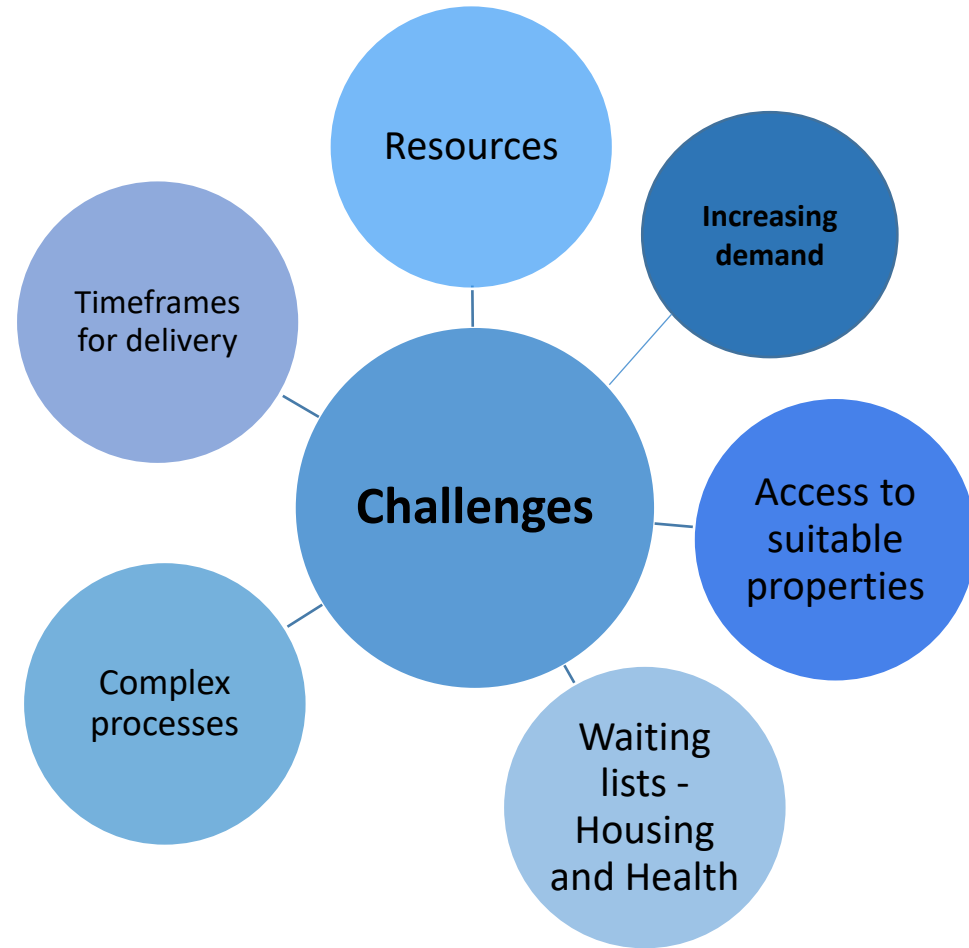 Resources
Increasing
demand
Timeframes
for delivery
Challenges
Access to
suitable
properties
Complex
processes
Waiting
lists -
Housing
and Health